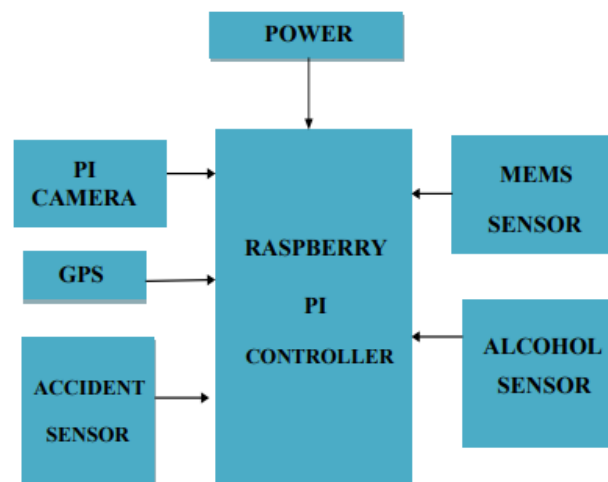 POWER
PI
CAMERA
GPS
ACCIDENT
SENSOR
RASPBERRY
PI
CONTROLLER
MEMS
SENSOR
ALCOHOL
SENSOR